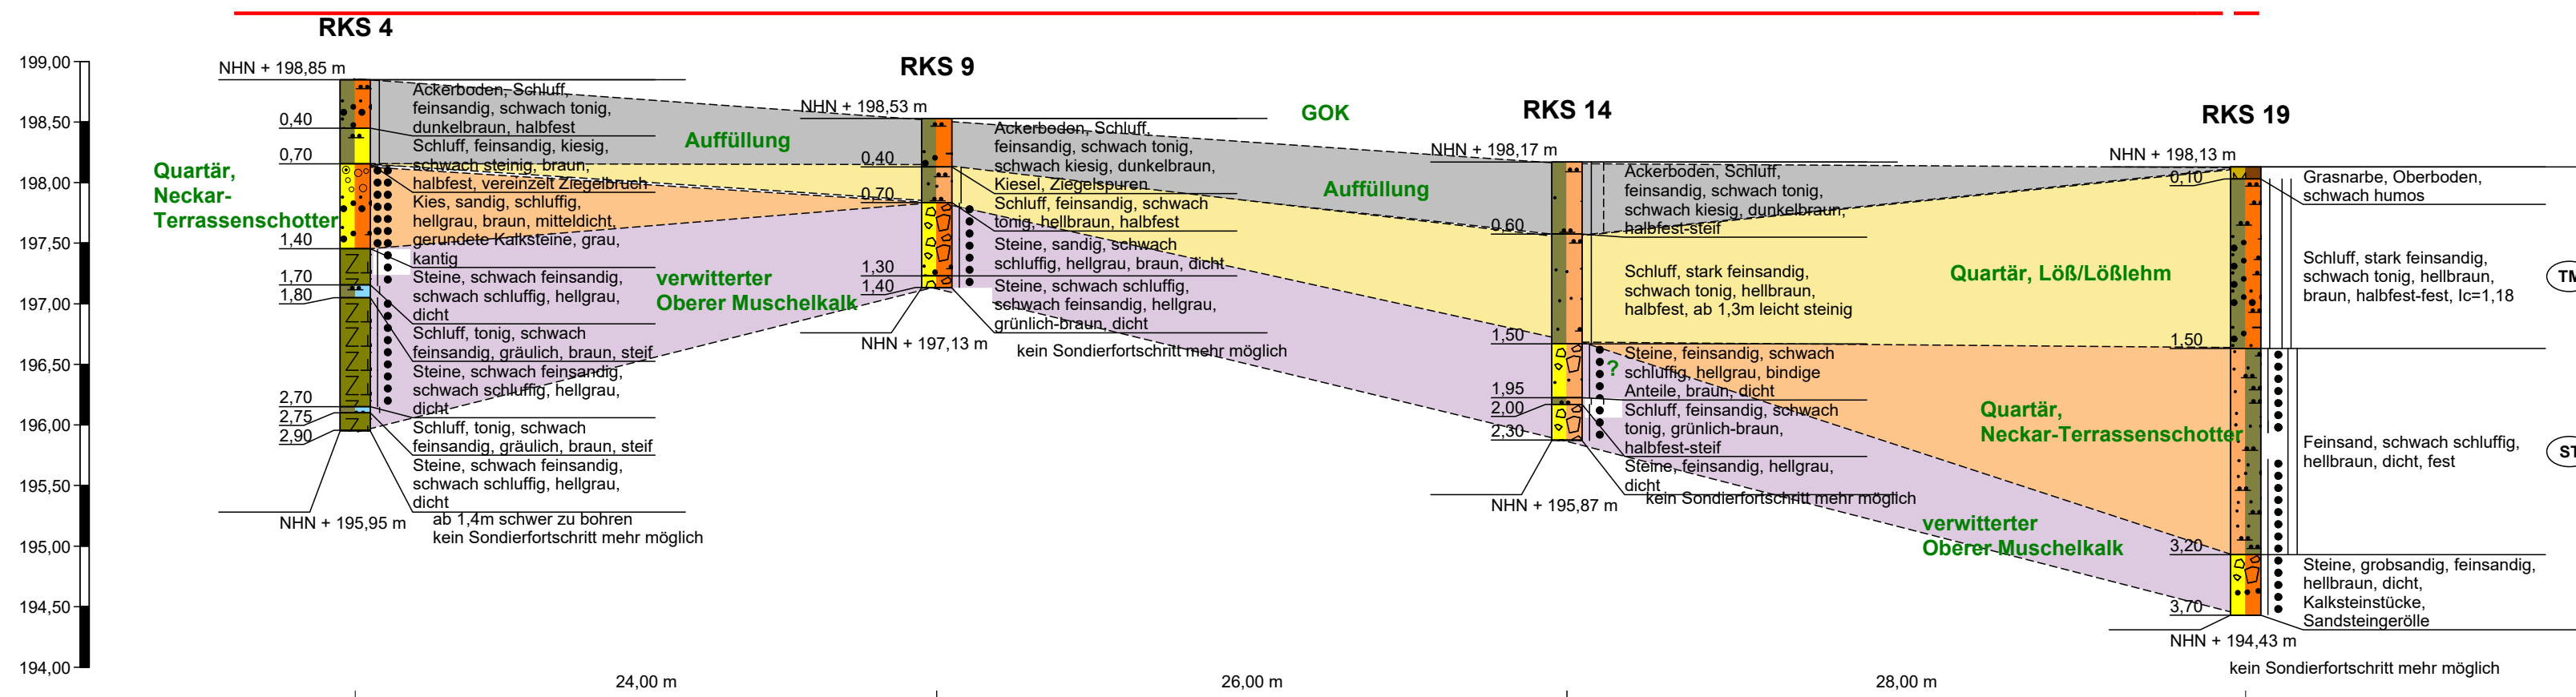 RKS 4
RKS 9
RKS 14
RKS 19
199,00
198,50
198,00
197,50
197,00
196,50
196,00
195,50
195,00
194,50
194,00
Quartär,
Neckar-
Terrassenschotter
NHN + 198,85 m
0,40
0,70
1,40
1,70
1,80
2,70
2,75
2,90
NHN + 195,95 m
Ackerboden, Schluff,
feinsandig, schwach tonig,
dunkelbraun, halbfest
Schluff, feinsandig, kiesig,
schwach steinig, braun,
halbfest, vereinzelt Ziegelbruch
Kies, sandig, schluffig,
hellgrau, braun, mitteldicht,
gerundete Kalksteine, grau,
kantig
Steine, schwach feinsandig,
schwach schluffig, hellgrau,
dicht
Schluff, tonig, schwach
feinsandig, gräulich, braun, steif
Steine, schwach feinsandig,
schwach schluffig, hellgrau,
dicht
Schluff, tonig, schwach
feinsandig, gräulich, braun, steif
Steine, schwach feinsandig,
schwach schluffig, hellgrau,
dicht
ab 1,4m schwer zu bohren
kein Sondierfortschritt mehr möglich
Auffüllung
verwitterter
Oberer Muschelkalk
NHN + 198,53 m
0,40
0,70
1,30
1,40
NHN + 197,13 m
Ackerboden, Schluff,
feinsandig, schwach tonig,
schwach kiesig, dunkelbraun,
Kiesel, Ziegelspuren
Schluff, feinsandig, schwach
tonig, hellbraun, halbfest
Steine, sandig, schwach
schluffig, hellgrau, braun, dicht
Steine, schwach schluffig,
schwach feinsandig, hellgrau,
grünlich-braun, dicht
kein Sondierfortschritt mehr möglich
GOK
Auffüllung
NHN + 198,17 m
0,60
1,50
1,95
2,00
2,30
NHN + 195,87 m
Ackerboden, Schluff,
feinsandig, schwach tonig,
schwach kiesig, dunkelbraun,
halbfest-steif
Schluff, stark feinsandig,
schwach tonig, hellbraun,
halbfest, ab 1,3m leicht steinig
?
Steine, feinsandig, schwach
schluffig, hellgrau, bindige
Anteile, braun, dicht
Schluff, feinsandig, schwach
tonig, grünlich-braun,
halbfest-steif
Steine, feinsandig, hellgrau,
dicht
kein Sondierfortschritt mehr möglich
Quartär, Löß/Lößlehm
Quartär,
Neckar-Terrassenschotter
verwitterter
Oberer Muschelkalk
NHN + 198,13 m
0,10
1,50
3,20
3,70
NHN + 194,43 m
Grasnarbe, Oberboden,
schwach humos
Schluff, stark feinsandig,
schwach tonig, hellbraun,
braun, halbfest-fest, Ic=1,18
TM
Feinsand, schwach schluffig,
hellbraun, dicht, fest
ST
Steine, grobsandig, feinsandig,
hellbraun, dicht,
Kalksteinstücke,
Sandsteingerölle
kein Sondierfortschritt mehr möglich
24,00 m
26,00 m
28,00 m